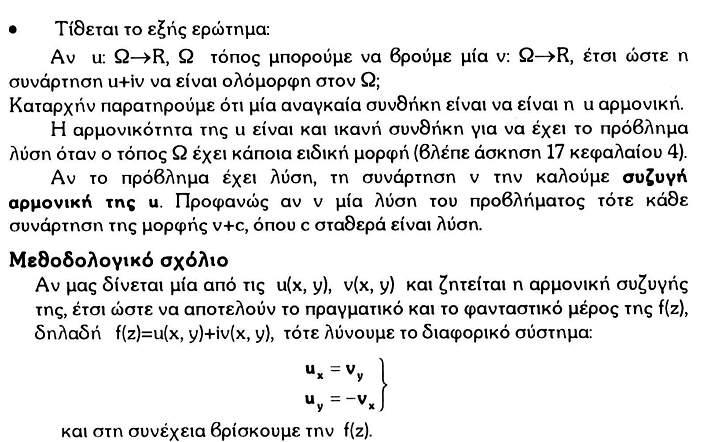 • Τίθεται το εξής ερώτημα:
Αν u: Ω→R, Ω τόπος μπορούμε να βρούμε μία v: Ω→R, έτσι ώστε η
συνάρτηση u+iv να είναι ολόμορφη στον Ω;
Καταρχήν παρατηρούμε ότι μία αναγκαία συνθήκη είναι να είναι η u αρμονική.
Η αρμονικότητα της u είναι και ικανή συνθήκη για να έχει το πρόβλημα
λύση όταν ο τόπος Ω έχει κάποια ειδική μορφή (βλέπε άσκηση 17 κεφαλαίου 4).
Αν το πρόβλημα έχει λύση, τη συνάρτηση v την καλούμε συζυγή
αρμονική της u. Προφανώς αν v μία λύση του προβλήματος τότε κάθε
συνάρτηση της μορφής v+c, όπου c σταθερά είναι λύση.
Μεθοδολογικό σχόλιο
Αν μας δίνεται μία από τις u(x, y), v(x, y) και ζητείται η αρμονική συζυγής
της, έτσι ώστε να αποτελούν το πραγματικό και το φανταστικό μέρος της f(z),
δηλαδή f(z)=u(x, y)+iv(x, y), τότε λύνουμε το διαφορικό σύστημα:
uₓ = vᵧ
uᵧ = -vₓ
και στη συνέχεια βρίσκουμε την f(z).